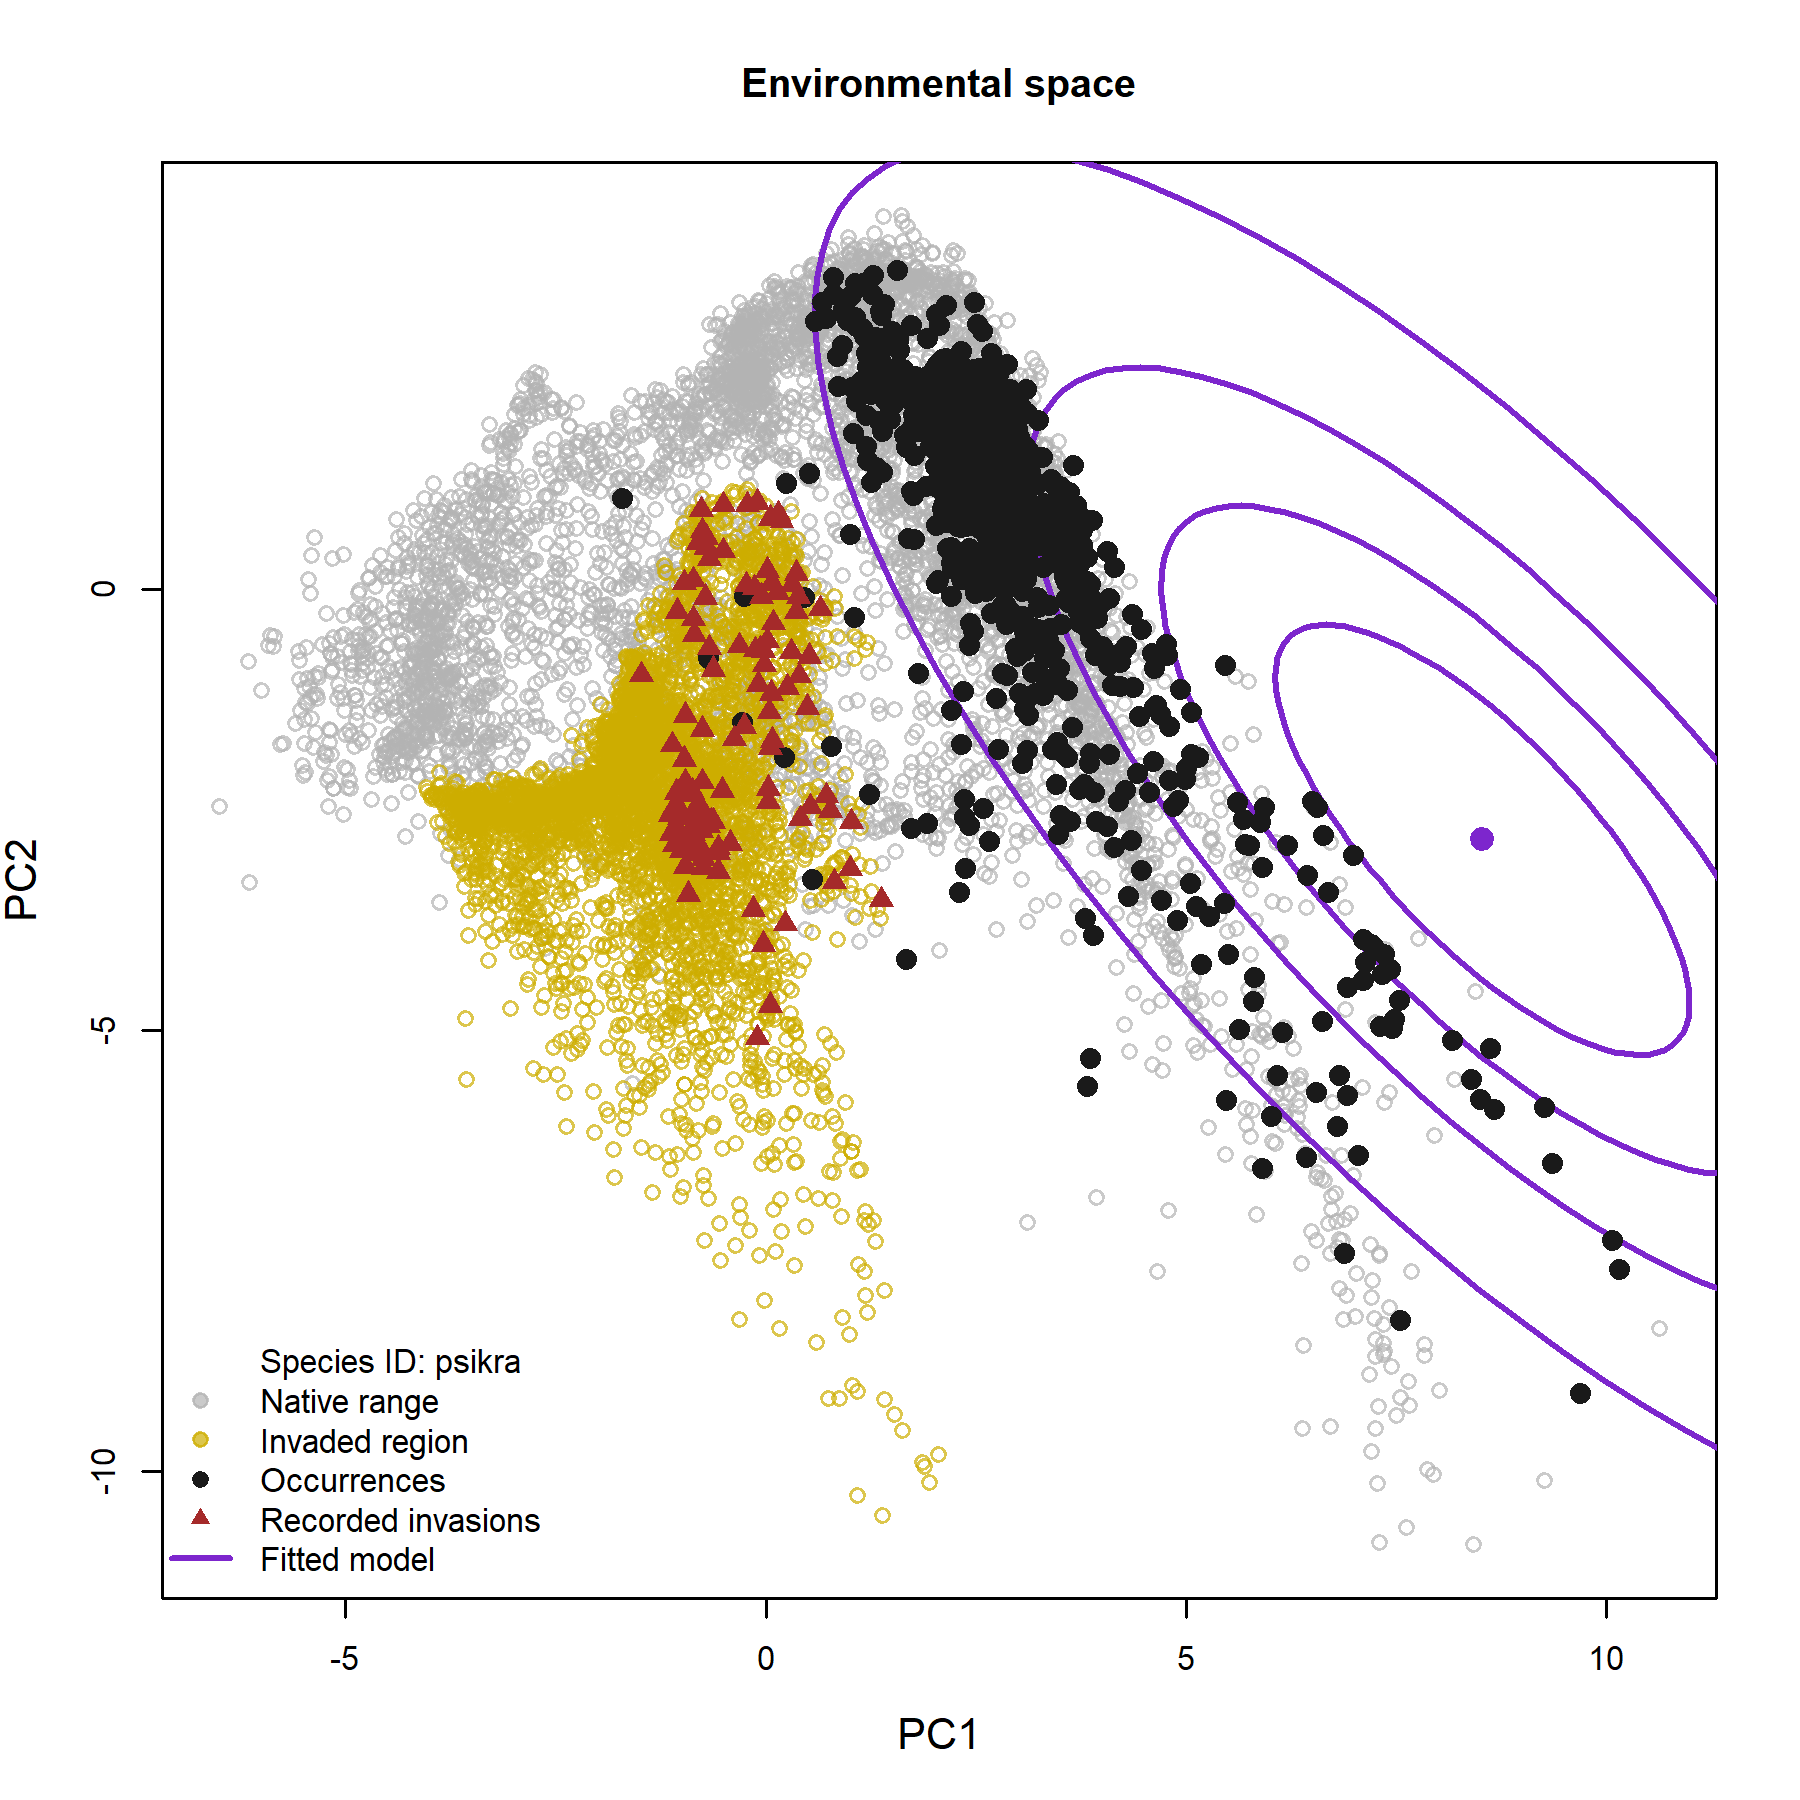 Environmental space
PC2
0
-5
-10
Species ID: psikra
Native range
Invaded region
Occurrences
Recorded invasions
Fitted model
-5
0
5
10
PC1